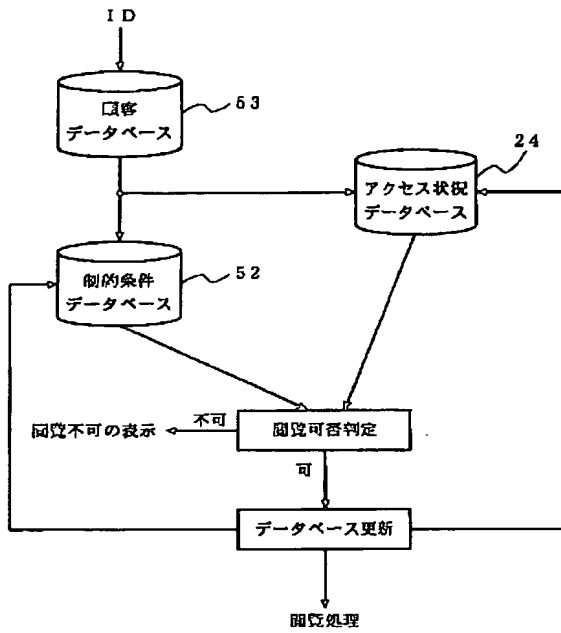 ID
顧客
データベース
53
24
アクセス状況
データベース
制約条件
データベース
52
閲覧不可の表示
不可
閲覧可否判定
可
データベース更新
閲覧処理